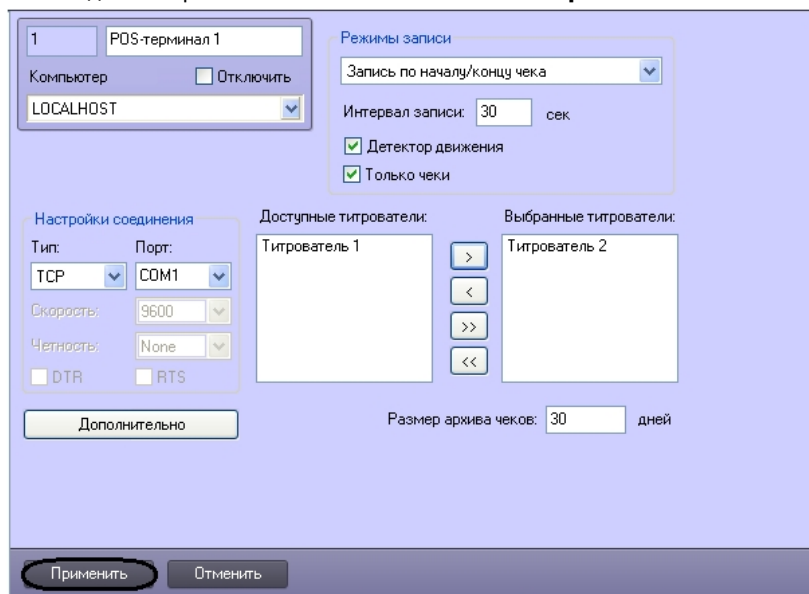 1 POS-терминал 1
Компьютер Отключить
LOCALHOST
Режимы записи
Запись по началу/концу чека
Интервал записи: 30 сек
Детектор движения
Только чеки
Настройки соединения
Тип: Порт:
TCP COM1
Скорость: 9600
Четность: None
DTR RTS
Дополнительно
Доступные титрователи:
Титрователь 1
>
<
>>
<<
Выбранные титрователи:
Титрователь 2
Размер архива чеков: 30 дней
Применить Отменить